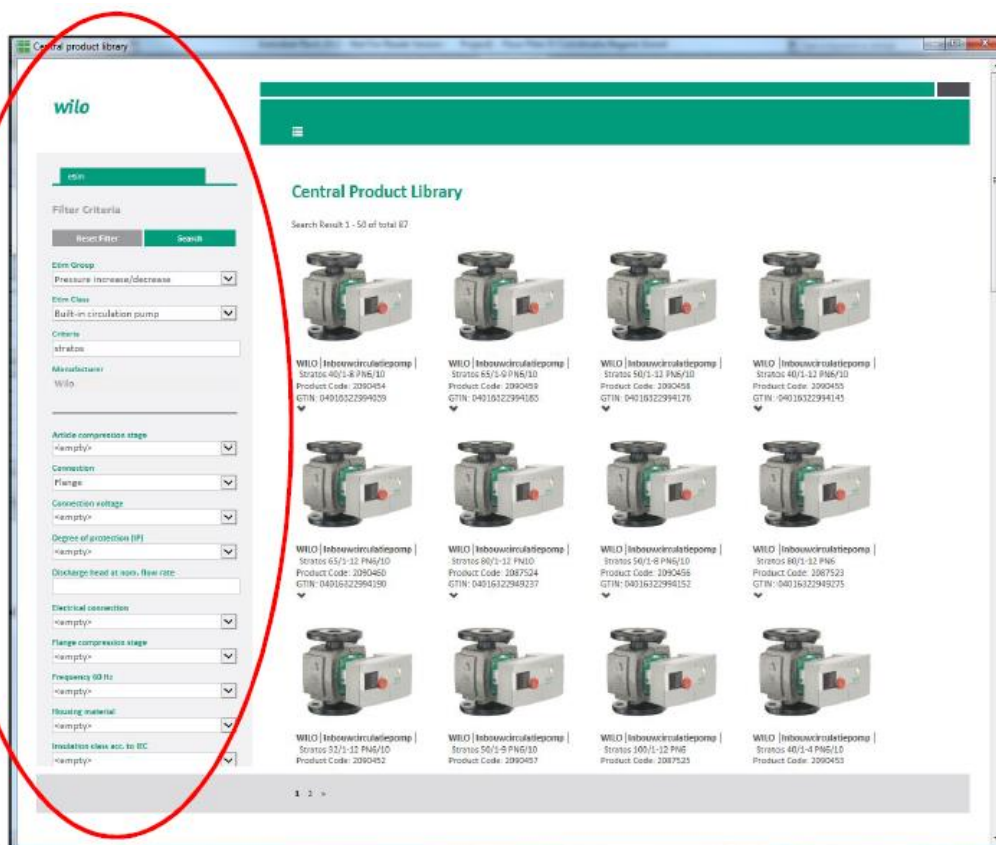 Central product library
wilo
etim
Filter Criteria
Reset Filter
Search
Etim Group
Pressure increase/decrease
Etim Class
Built-in circulation pump
Criteria
stratos
Manufacturer
Wilo
Article compression stage
<empty>
Connection
Flange
Connection voltage
<empty>
Degree of protection (IP)
<empty>
Discharge head at nom. flow rate
Electrical connection
<empty>
Flange compression stage
<empty>
Frequency 60 Hz
<empty>
Housing material
<empty>
Insulation class acc. to IEC
<empty>
Central Product Library
Search Result 1 - 50 of total 87
WILO | Inbouwcirculatiepomp |
Stratos 40/1-8 PN6/10
Product Code: 2090454
GTIN: 04016322994039
WILO | Inbouwcirculatiepomp |
Stratos 65/1-9 PN6/10
Product Code: 2090459
GTIN: 04016322994183
WILO | Inbouwcirculatiepomp |
Stratos 50/1-12 PN6/10
Product Code: 2090458
GTIN: 04016322994176
WILO | Inbouwcirculatiepomp |
Stratos 40/1-12 PN6/10
Product Code: 2090455
GTIN: 04016322994145
WILO | Inbouwcirculatiepomp |
Stratos 65/1-12 PN6/10
Product Code: 2090460
GTIN: 04016322994190
WILO | Inbouwcirculatiepomp |
Stratos 80/1-12 PN10
Product Code: 2087524
GTIN: 04016322949237
WILO | Inbouwcirculatiepomp |
Stratos 50/1-8 PN6/10
Product Code: 2090456
GTIN: 04016322994152
WILO | Inbouwcirculatiepomp |
Stratos 80/1-12 PN6
Product Code: 2087523
GTIN: 04016322949275
WILO | Inbouwcirculatiepomp |
Stratos 32/1-12 PN6/10
Product Code: 2090452
WILO | Inbouwcirculatiepomp |
Stratos 50/1-9 PN6/10
Product Code: 2090457
WILO | Inbouwcirculatiepomp |
Stratos 100/1-12 PN6
Product Code: 2087525
WILO | Inbouwcirculatiepomp |
Stratos 40/1-4 PN6/10
Product Code: 2090453
1 2 »